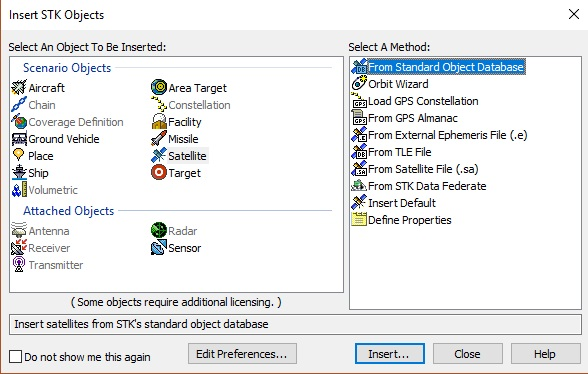 Insert STK Objects
Select An Object To Be Inserted:
Scenario Objects
Aircraft
Area Target
Chain
Constellation
Coverage Definition
Facility
Ground Vehicle
Missile
Place
Satellite
Ship
Target
Volumetric
Attached Objects
Antenna
Radar
Receiver
Sensor
Transmitter
( Some objects require additional licensing. )
Select A Method:
DB From Standard Object Database
Orbit Wizard
GPS Load GPS Constellation
GPS From GPS Almanac
.e From External Ephemeris File (.e)
DB From TLE File
From Satellite File (.sa)
From STK Data Federate
Insert Default
Define Properties
Insert satellites from STK's standard object database
Do not show me this again
Edit Preferences...
Insert...
Close
Help